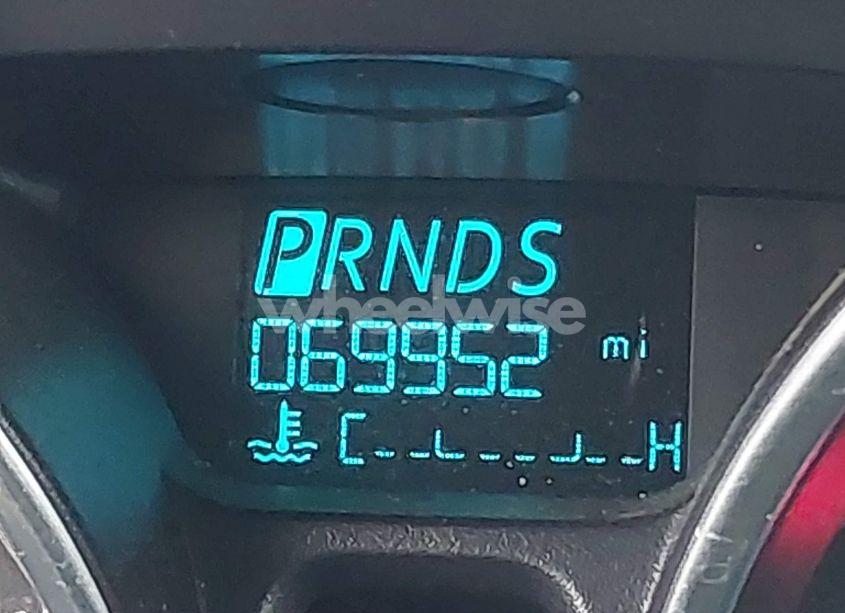 PRNDS
wheelwise
069952 mi
C H